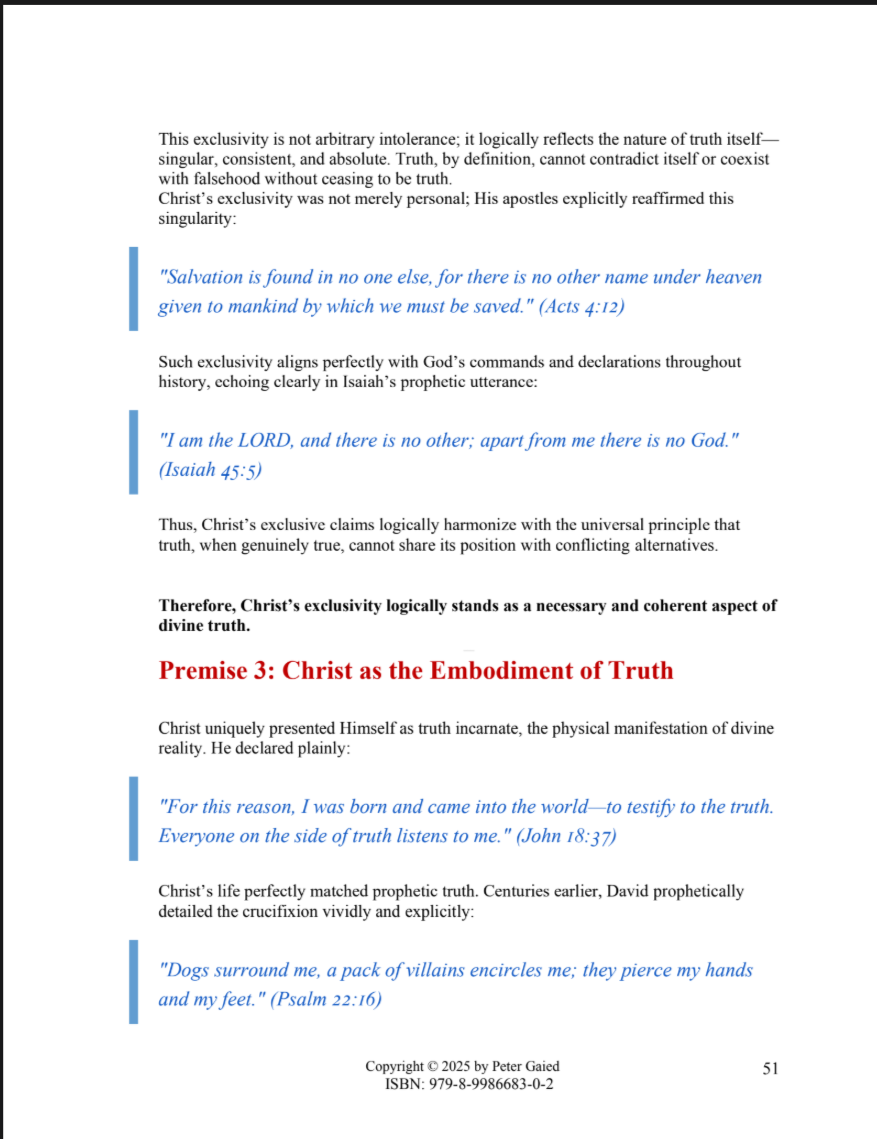 This exclusivity is not arbitrary intolerance; it logically reflects the nature of truth itself—
singular, consistent, and absolute. Truth, by definition, cannot contradict itself or coexist
with falsehood without ceasing to be truth.
Christ’s exclusivity was not merely personal; His apostles explicitly reaffirmed this
singularity:
"Salvation is found in no one else, for there is no other name under heaven
given to mankind by which we must be saved." (Acts 4:12)
Such exclusivity aligns perfectly with God’s commands and declarations throughout
history, echoing clearly in Isaiah’s prophetic utterance:
"I am the LORD, and there is no other; apart from me there is no God."
(Isaiah 45:5)
Thus, Christ’s exclusive claims logically harmonize with the universal principle that
truth, when genuinely true, cannot share its position with conflicting alternatives.
Therefore, Christ’s exclusivity logically stands as a necessary and coherent aspect of
divine truth.
Premise 3: Christ as the Embodiment of Truth
Christ uniquely presented Himself as truth incarnate, the physical manifestation of divine
reality. He declared plainly:
"For this reason, I was born and came into the world—to testify to the truth.
Everyone on the side of truth listens to me." (John 18:37)
Christ’s life perfectly matched prophetic truth. Centuries earlier, David prophetically
detailed the crucifixion vividly and explicitly:
"Dogs surround me, a pack of villains encircles me; they pierce my hands
and my feet." (Psalm 22:16)
Copyright © 2025 by Peter Gaied
51
ISBN: 979-8-9986683-0-2